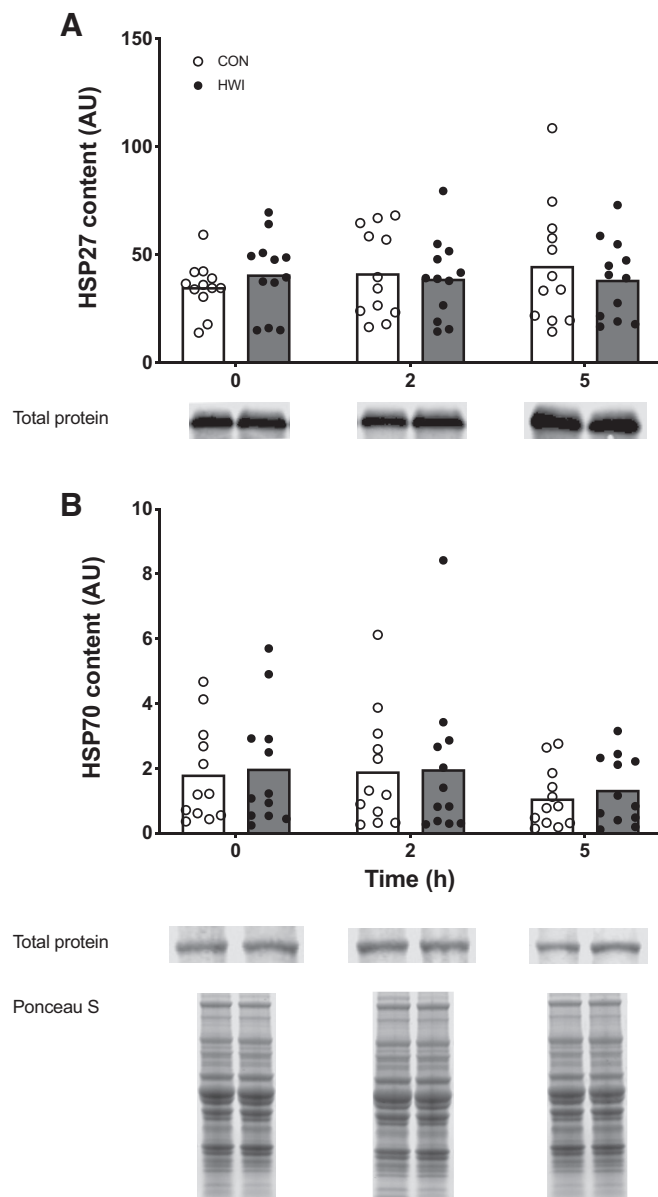 A
150
CON
HWI
100
HSP27 content (AU)
50
0
0 2 5
Total protein
B
10
8
6
HSP70 content (AU)
4
2
0
0 2 5
Time (h)
Total protein
Ponceau S